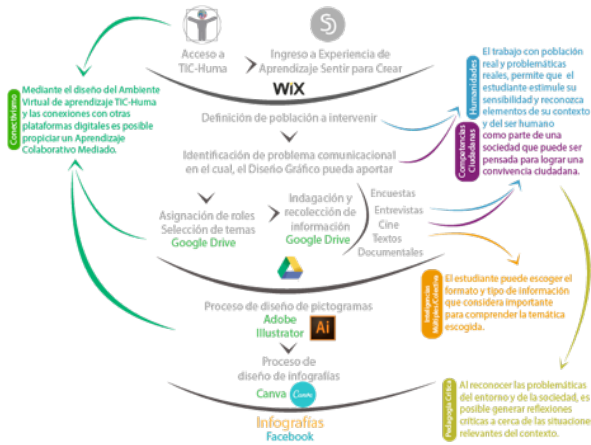 Acceso a
TIC-Huma
Ingreso a Experiencia de
Aprendizaje Sentir para Crear
WiX
Definición de población a intervenir
Identificación de problema comunicacional
en el cual, el Diseño Gráfico pueda aportar
Asignación de roles
Selección de temas
Google Drive
Indagación y
recolección de
información
Google Drive
Encuestas
Entrevistas
Cine
Textos
Documentales
Proceso de diseño de pictogramas
Adobe
Illustrator
Ai
Proceso de
diseño de infografías
Canva
Canva
Infografías
Facebook
Conectivismo
Mediante el diseño del Ambiente
Virtual de aprendizaje TIC-Huma
y las conexiones con otras
plataformas digitales es posible
propiciar un Aprendizaje
Colaborativo Mediado.
Humanidades
Competencias
Ciudadanas
El trabajo con población
real y problemáticas
reales, permite que el
estudiante estimule su
sensibilidad y reconozca
elementos de su contexto
y del ser humano
como parte de una
sociedad que puede ser
pensada para lograr una
convivencia ciudadana.
Inteligencias
Múltiples/Colectiva
El estudiante puede escoger el
formato y tipo de información
que considera importante
para comprender la temática
escogida.
Pedagogía Crítica
Al reconocer las problemáticas
del entorno y de la sociedad, es
posible generar reflexiones
críticas a cerca de las situaciones
relevantes del contexto.